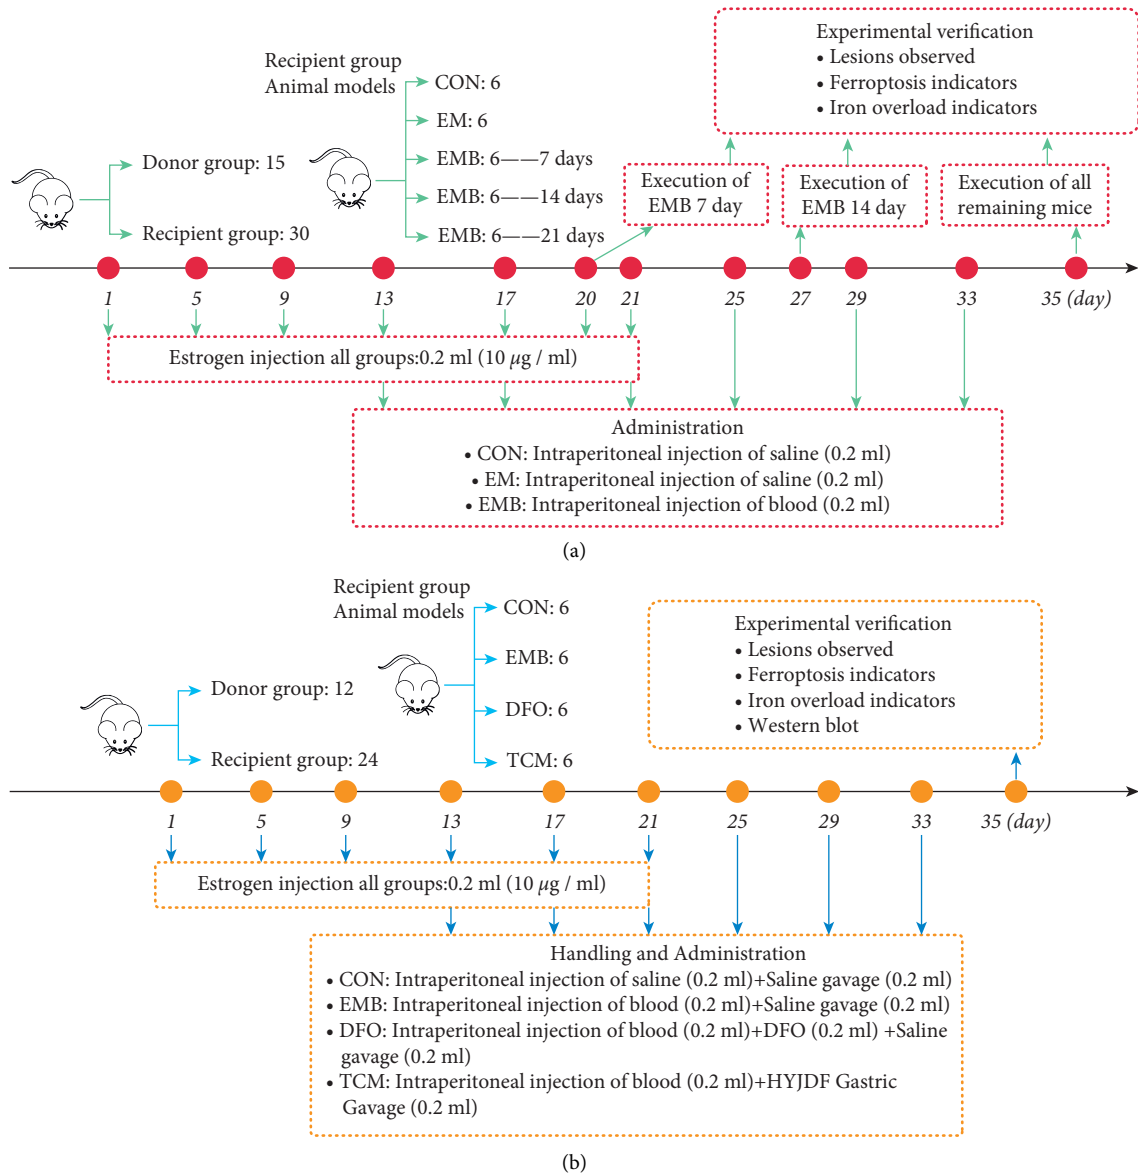 Experimental verification
• Lesions observed
• Ferroptosis indicators
• Iron overload indicators
Recipient group
Animal models
CON: 6
EM: 6
EMB: 6——7 days
EMB: 6——14 days
EMB: 6——21 days
Donor group: 15
Recipient group: 30
Execution of
EMB 7 day
Execution of
EMB 14 day
Execution of all
remaining mice
1 5 9 13 17 20 21 25 27 29 33 35 (day)
Estrogen injection all groups:0.2 ml (10 µg / ml)
Administration
• CON: Intraperitoneal injection of saline (0.2 ml)
• EM: Intraperitoneal injection of saline (0.2 ml)
• EMB: Intraperitoneal injection of blood (0.2 ml)
(a)
Recipient group
Animal models
CON: 6
EMB: 6
DFO: 6
TCM: 6
Donor group: 12
Recipient group: 24
Experimental verification
• Lesions observed
• Ferroptosis indicators
• Iron overload indicators
• Western blot
1 5 9 13 17 21 25 29 33 35 (day)
Estrogen injection all groups:0.2 ml (10 µg / ml)
Handling and Administration
• CON: Intraperitoneal injection of saline (0.2 ml)+Saline gavage (0.2 ml)
• EMB: Intraperitoneal injection of blood (0.2 ml)+Saline gavage (0.2 ml)
• DFO: Intraperitoneal injection of blood (0.2 ml)+DFO (0.2 ml) +Saline
gavage (0.2 ml)
• TCM: Intraperitoneal injection of blood (0.2 ml)+HYJDF Gastric
Gavage (0.2 ml)
(b)